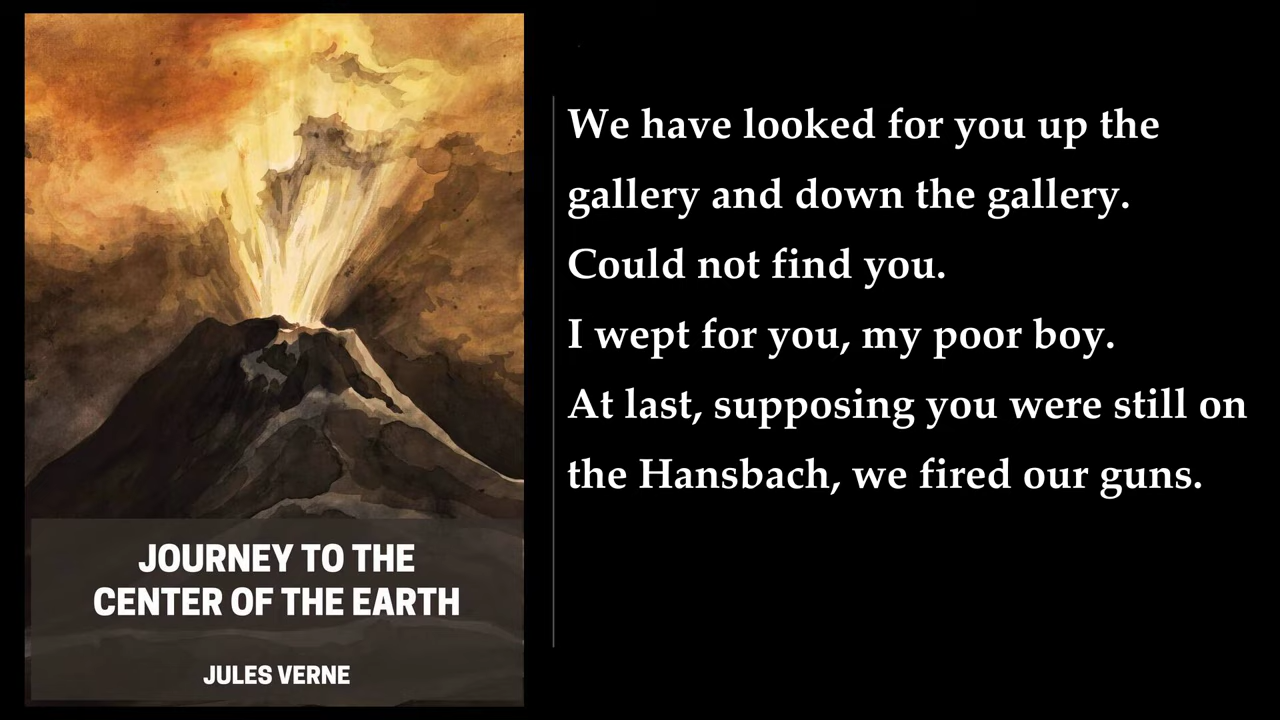 JOURNEY TO THE
CENTER OF THE EARTH
JULES VERNE
We have looked for you up the
gallery and down the gallery.
Could not find you.
I wept for you, my poor boy.
At last, supposing you were still on
the Hansbach, we fired our guns.